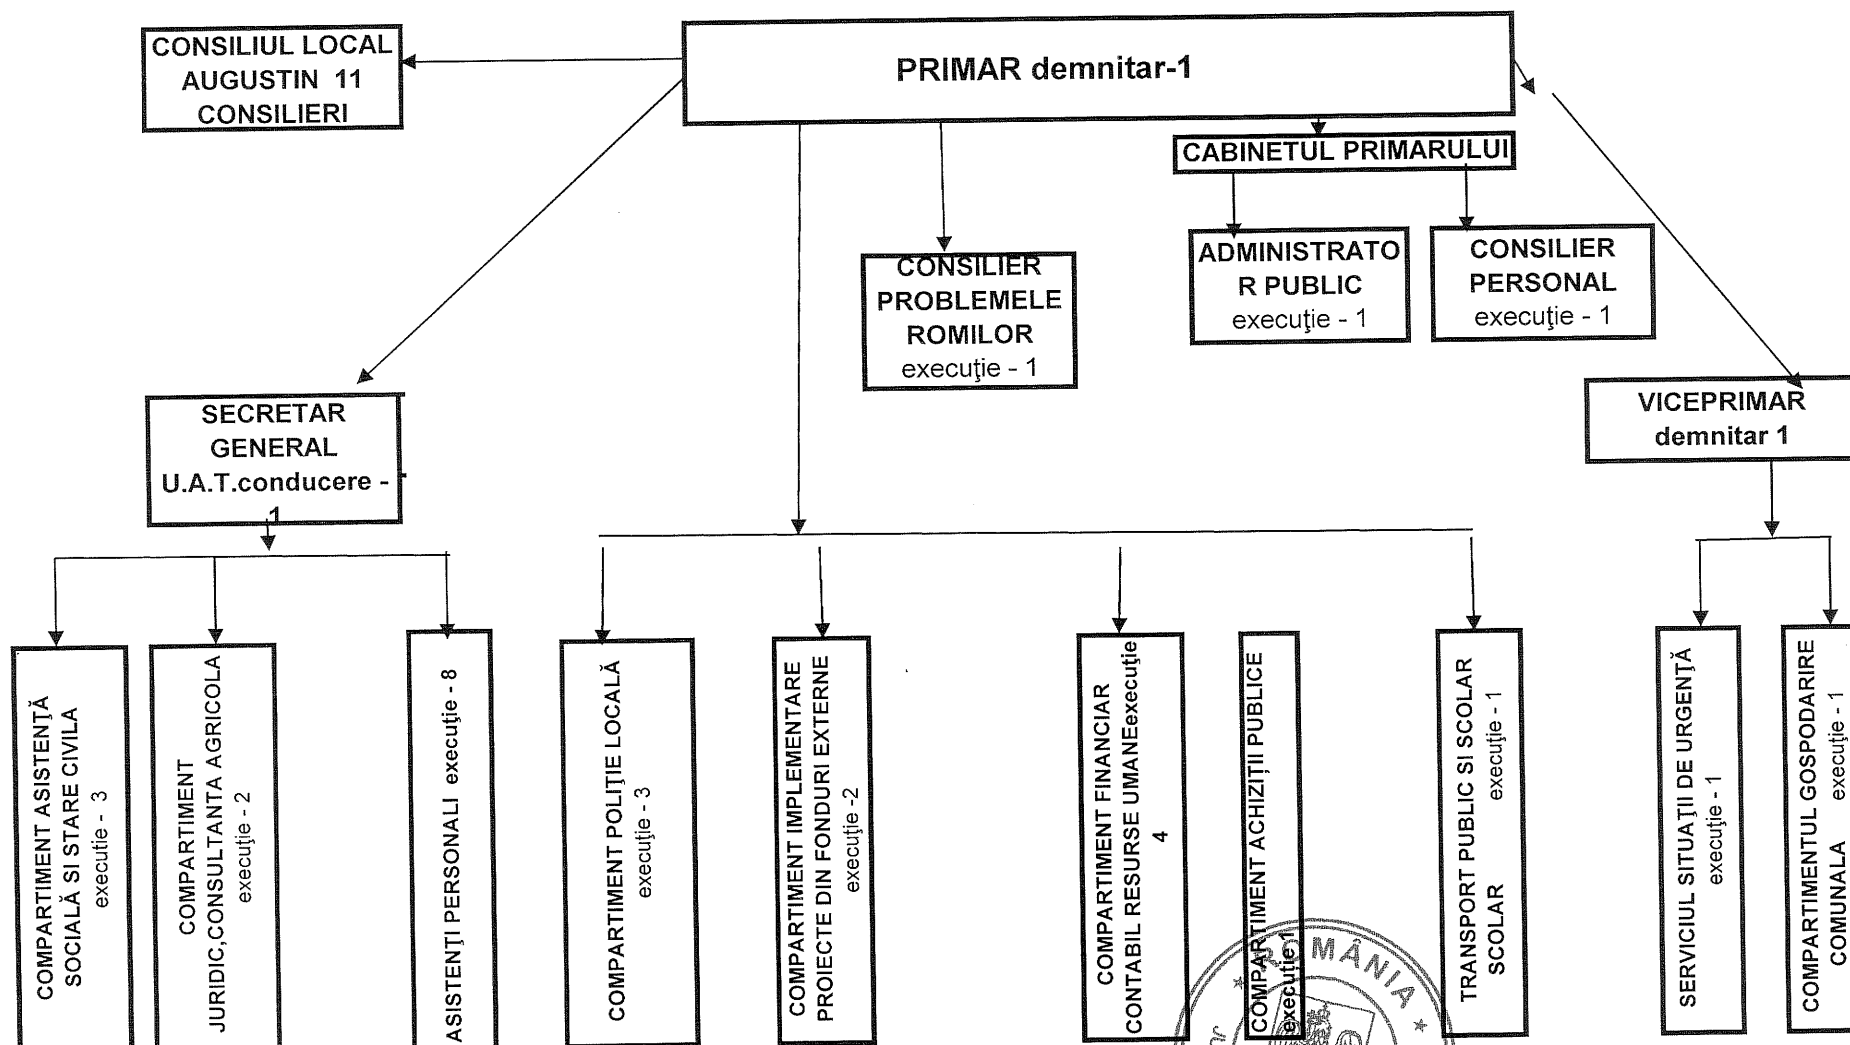 CONSILIUL LOCAL
AUGUSTIN 11
CONSILIERI
PRIMAR demnitar-1
CABINETUL PRIMARULUI
CONSILIER
PROBLEMELE
ROMILOR
execuţie - 1
ADMINISTRATO
R PUBLIC
execuţie - 1
CONSILIER
PERSONAL
execuţie - 1
SECRETAR
GENERAL
U.A.T.conducere -
1
VICEPRIMAR
demnitar 1
COMPARTIMENT ASISTENŢĂ
SOCIALĂ SI STARE CIVILA
executie - 3
COMPARTIMENT
JURIDIC,CONSULTANTA AGRICOLA
execuţie - 2
ASISTENŢI PERSONALI execuţie - 8
COMPARTIMENT POLIŢIE LOCALĂ
execuţie - 3
COMPARTIMENT IMPLEMENTARE
PROIECTE DIN FONDURI EXTERNE
execuţie -2
COMPARTIMENT FINANCIAR
CONTABIL RESURSE UMANEexecuţie
4
COMPARTIMENT ACHIZIŢII PUBLICE
execuţie 1
TRANSPORT PUBLIC SI SCOLAR
SCOLAR execuţie - 1
SERVICIUL SITUAŢII DE URGENŢĂ
execuţie - 1
COMPARTIMENTUL GOSPODARIRE
COMUNALA execuţie - 1
ROMÂNIA